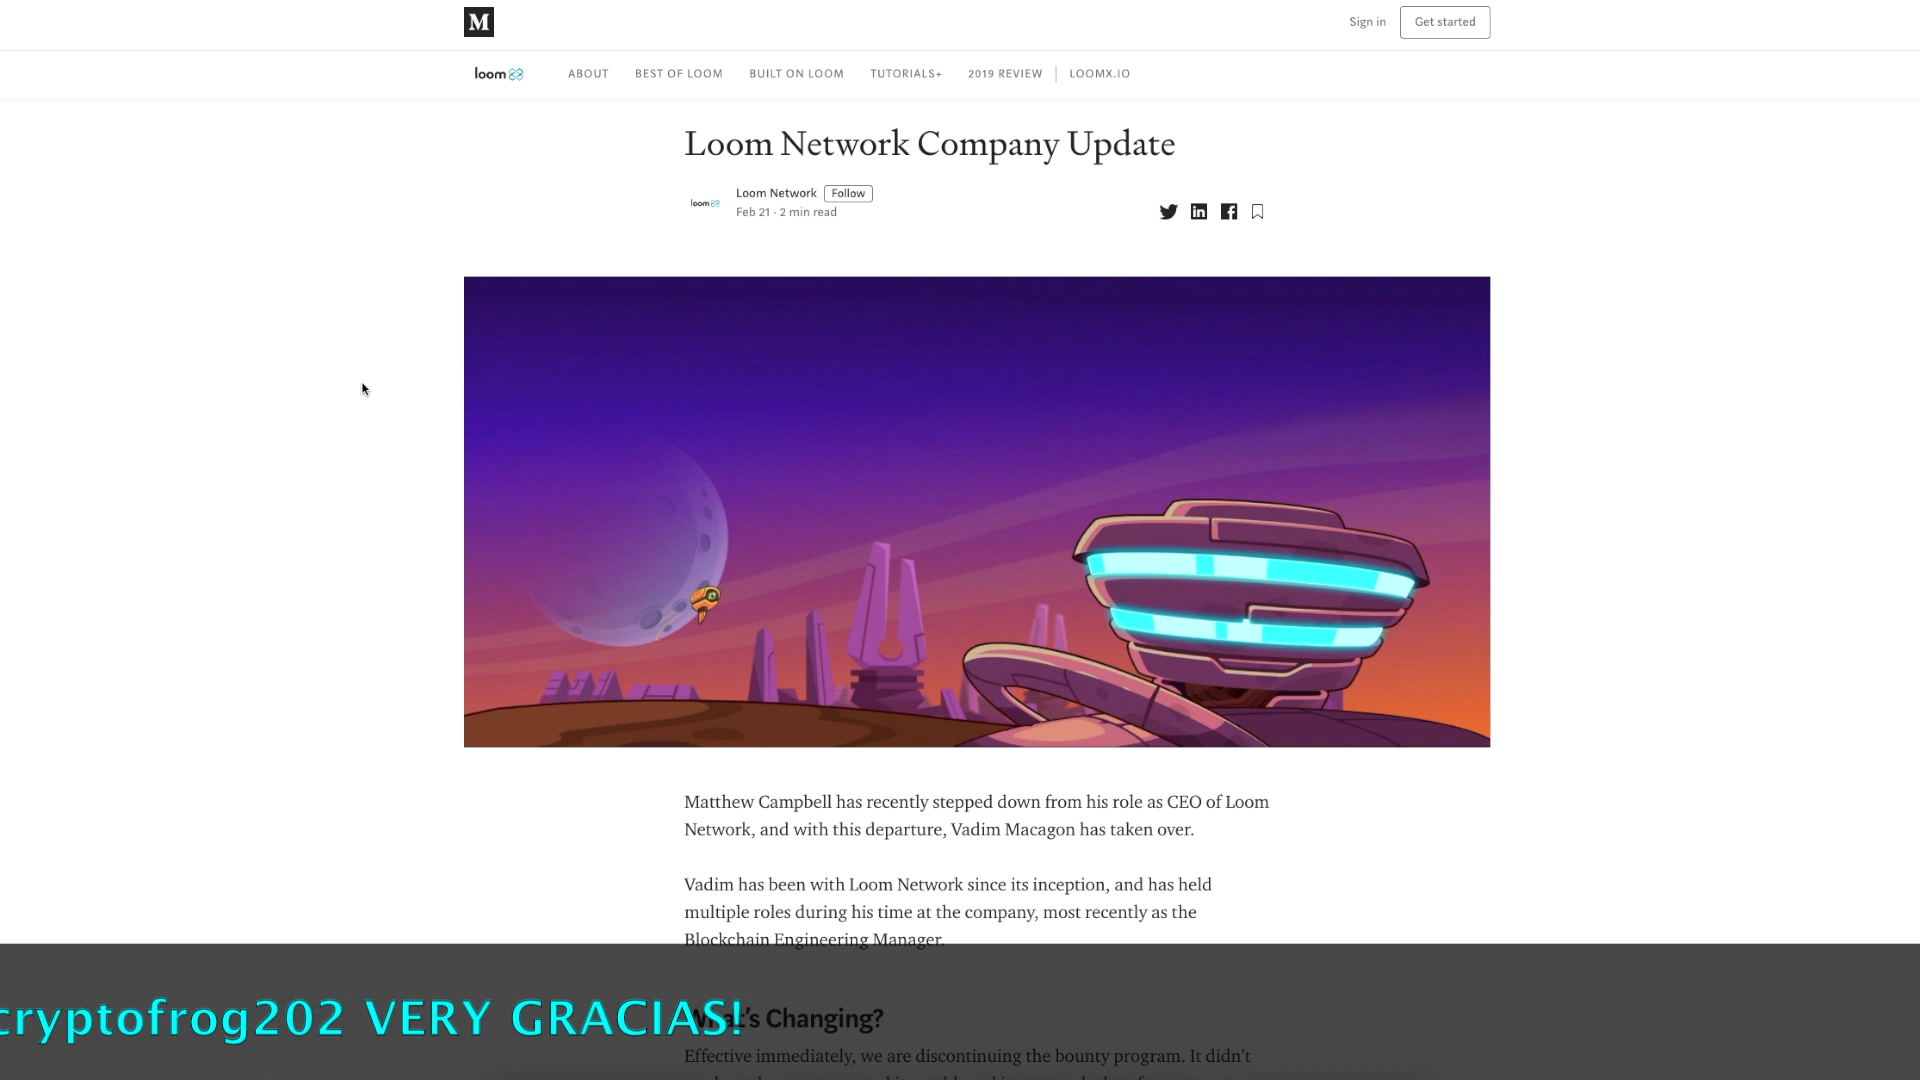 M
Sign in
Get started
loom
ABOUT
BEST OF LOOM
BUILT ON LOOM
TUTORIALS+
2019 REVIEW
LOOMX.IO
Loom Network Company Update
loom
Loom Network
Follow
Feb 21 · 2 min read
in
Matthew Campbell has recently stepped down from his role as CEO of Loom
Network, and with this departure, Vadim Macagon has taken over.
Vadim has been with Loom Network since its inception, and has held
multiple roles during his time at the company, most recently as the
Blockchain Engineering Manager.
cryptofrog202 VERY GRACIAS!
What's Changing?
Effective immediately, we are discontinuing the bounty program. It didn't